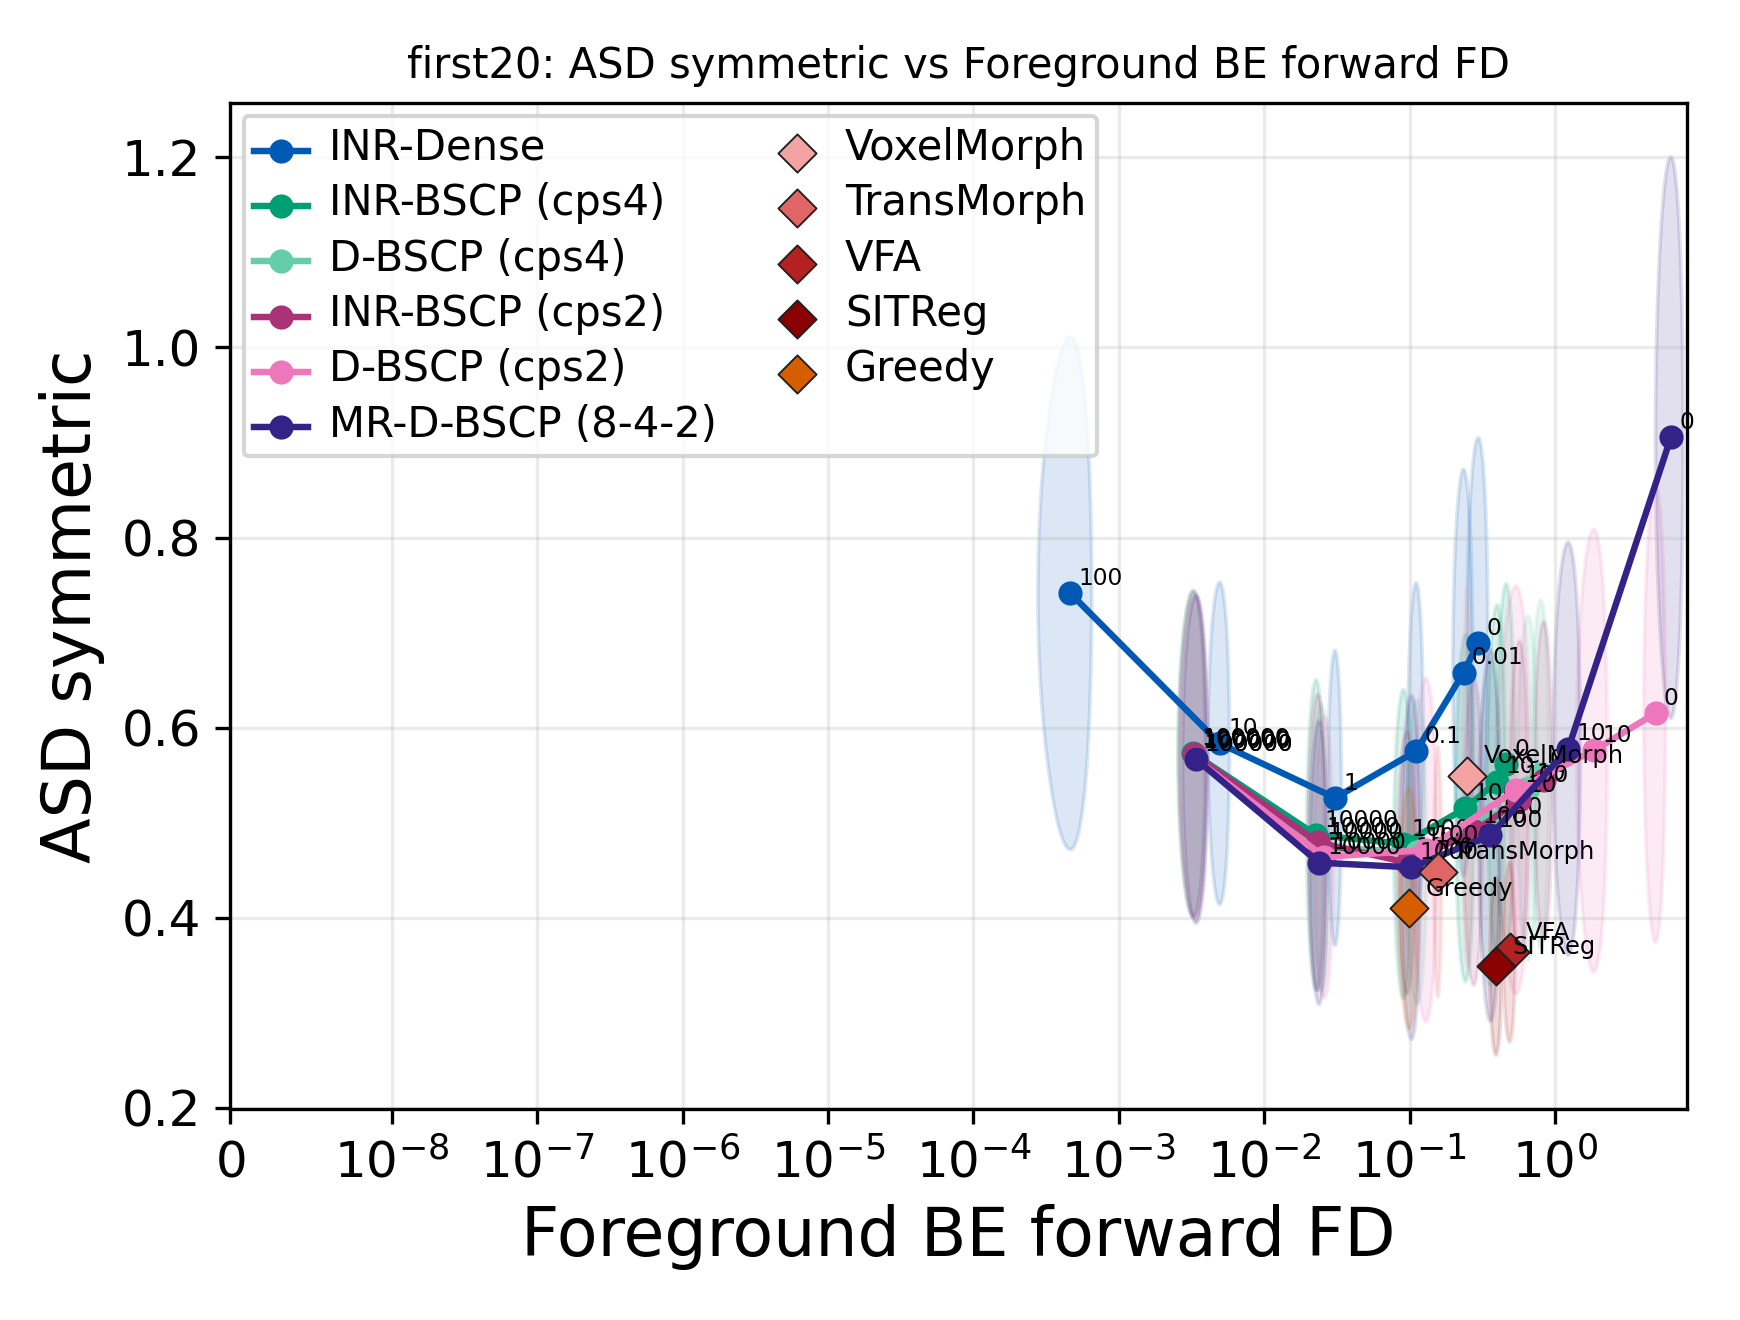 first20: ASD symmetric vs Foreground BE forward FD
INR-Dense
INR-BSCP (cps4)
D-BSCP (cps4)
INR-BSCP (cps2)
D-BSCP (cps2)
MR-D-BSCP (8-4-2)
VoxelMorph
TransMorph
VFA
SITReg
Greedy
ASD symmetric
1.2
1.0
0.8
0.6
0.4
0.2
0
100
0
0.01
0
10
0.1
10
10
VoxelMorph
1
10000
TransMorph
Greedy
VFA
SITReg
0
10⁻⁸
10⁻⁷
10⁻⁶
10⁻⁵
10⁻⁴
10⁻³
10⁻²
10⁻¹
10⁰
Foreground BE forward FD